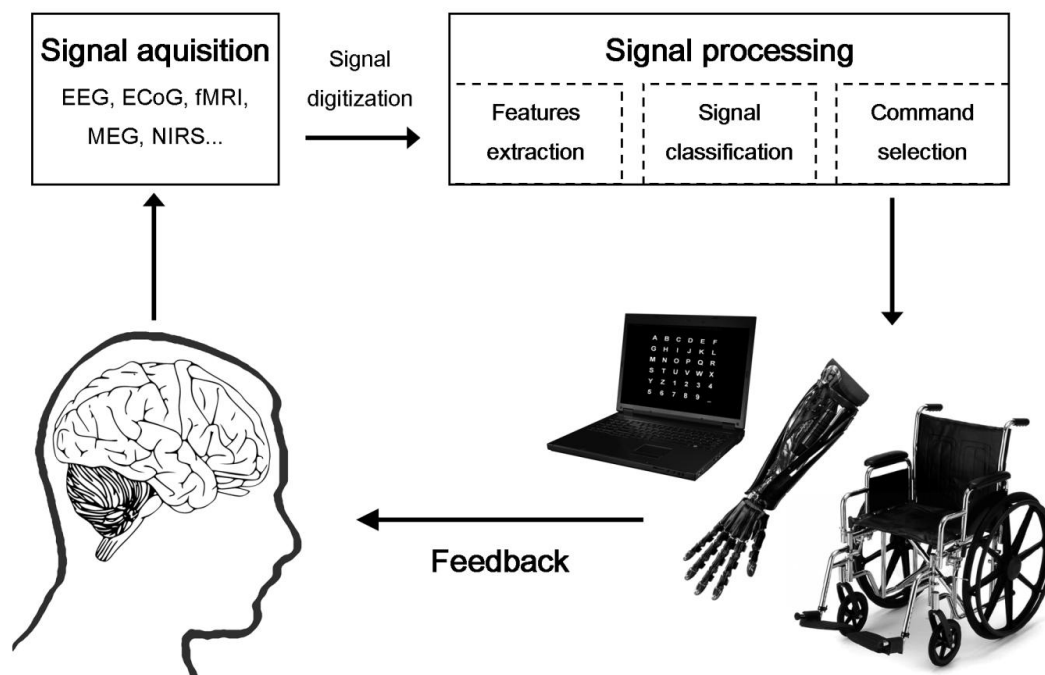 Signal aquisition
EEG, ECoG, fMRI,
MEG, NIRS...
Signal
digitization
Signal processing
Features
extraction
Signal
classification
Command
selection
A B C D E F
G H I J K L
M N O P Q R
S T U V W X
Y Z 1 2 3 4
5 6 7 8 9 _
Feedback